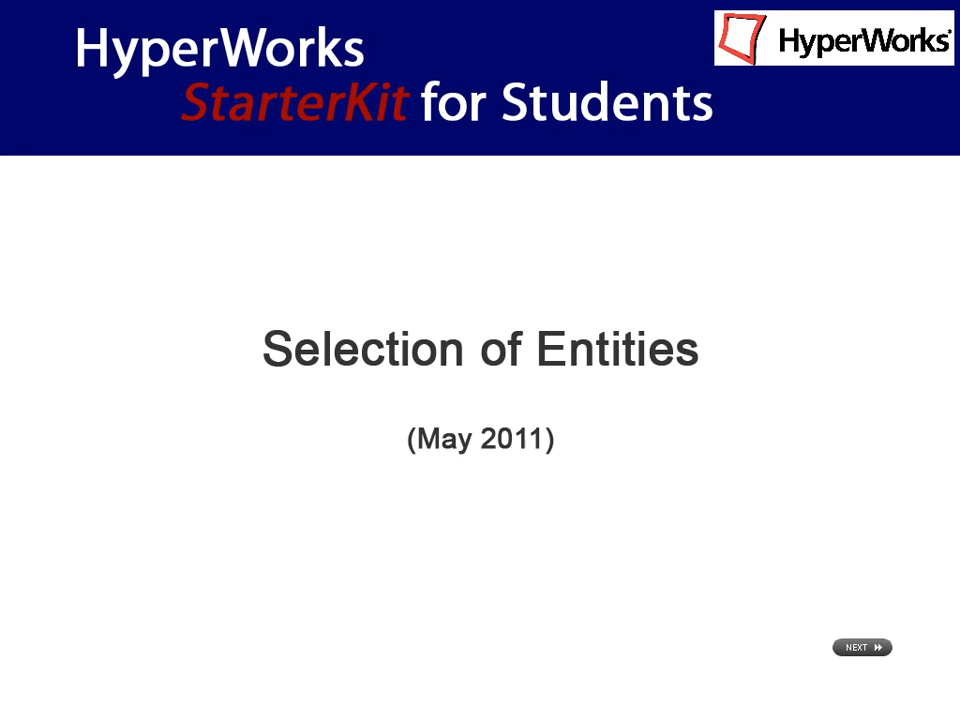 HyperWorks
HyperWorks
StarterKit for Students
Selection of Entities
(May 2011)
NEXT